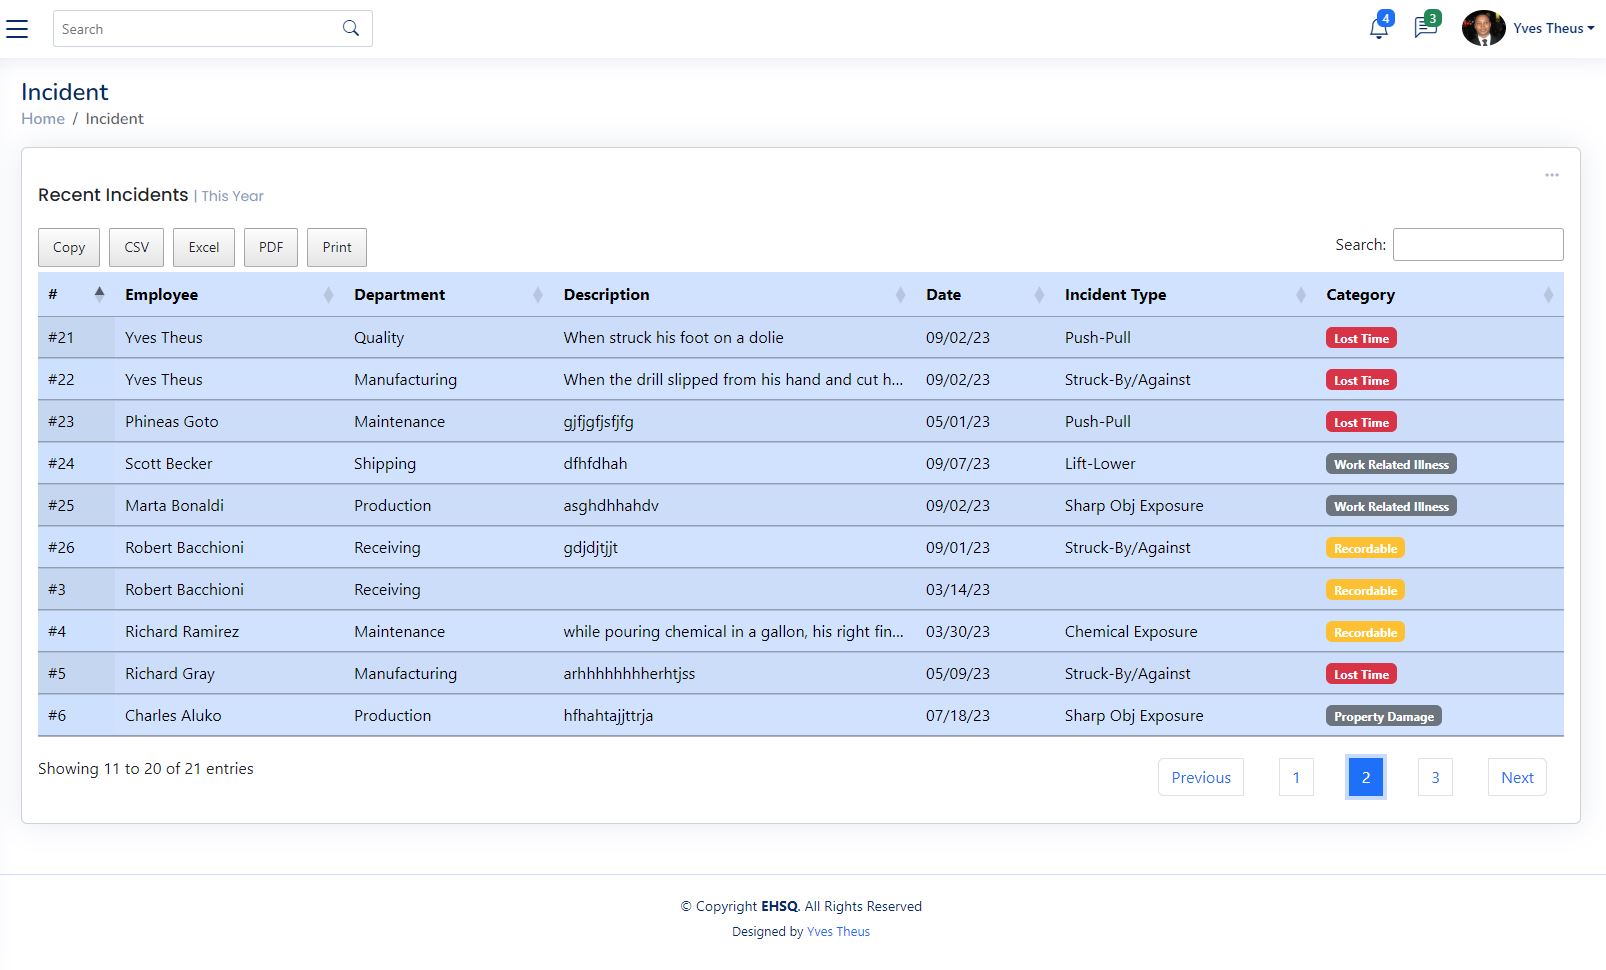 Search
4
3
Yves Theus
Incident
Home / Incident
Recent Incidents | This Year
Copy CSV Excel PDF Print
Search:
# Employee Department Description Date Incident Type Category
#21 Yves Theus Quality When struck his foot on a dolie 09/02/23 Push-Pull Lost Time
#22 Yves Theus Manufacturing When the drill slipped from his hand and cut h... 09/02/23 Struck-By/Against Lost Time
#23 Phineas Goto Maintenance gjfjgfjsfjfg 05/01/23 Push-Pull Lost Time
#24 Scott Becker Shipping dfhfdhah 09/07/23 Lift-Lower Work Related Illness
#25 Marta Bonaldi Production asghdhhahdv 09/02/23 Sharp Obj Exposure Work Related Illness
#26 Robert Bacchioni Receiving gdjdjtjjt 09/01/23 Struck-By/Against Recordable
#3 Robert Bacchioni Receiving 03/14/23 Recordable
#4 Richard Ramirez Maintenance while pouring chemical in a gallon, his right fin... 03/30/23 Chemical Exposure Recordable
#5 Richard Gray Manufacturing arhhhhhhhherhtjss 05/09/23 Struck-By/Against Lost Time
#6 Charles Aluko Production hfhahtajjttrja 07/18/23 Sharp Obj Exposure Property Damage
Showing 11 to 20 of 21 entries
Previous 1 2 3 Next
© Copyright EHSQ. All Rights Reserved
Designed by Yves Theus